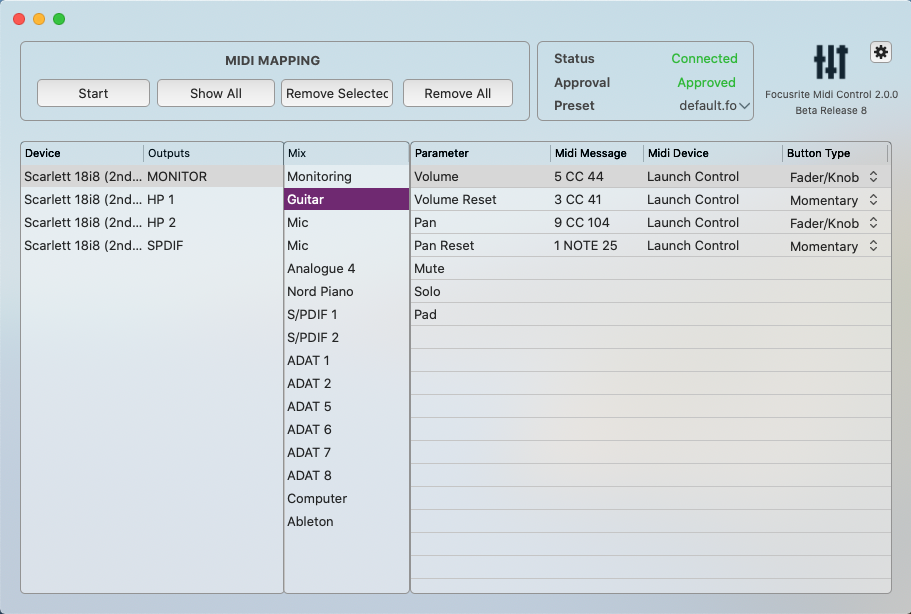 MIDI MAPPING
Start Show All Remove Selected Remove All
Status Connected
Approval Approved
Preset default.fo
Focusrite Midi Control 2.0.0
Beta Release 8
Device Outputs Mix Parameter Midi Message Midi Device Button Type
Scarlett 18i8 (2nd... MONITOR Monitoring Volume 5 CC 44 Launch Control Fader/Knob
Scarlett 18i8 (2nd... HP 1 Guitar Volume Reset 3 CC 41 Launch Control Momentary
Scarlett 18i8 (2nd... HP 2 Mic Pan 9 CC 104 Launch Control Fader/Knob
Scarlett 18i8 (2nd... SPDIF Mic Pan Reset 1 NOTE 25 Launch Control Momentary
Analogue 4 Mute
Nord Piano Solo
S/PDIF 1 Pad
S/PDIF 2
ADAT 1
ADAT 2
ADAT 5
ADAT 6
ADAT 7
ADAT 8
Computer
Ableton